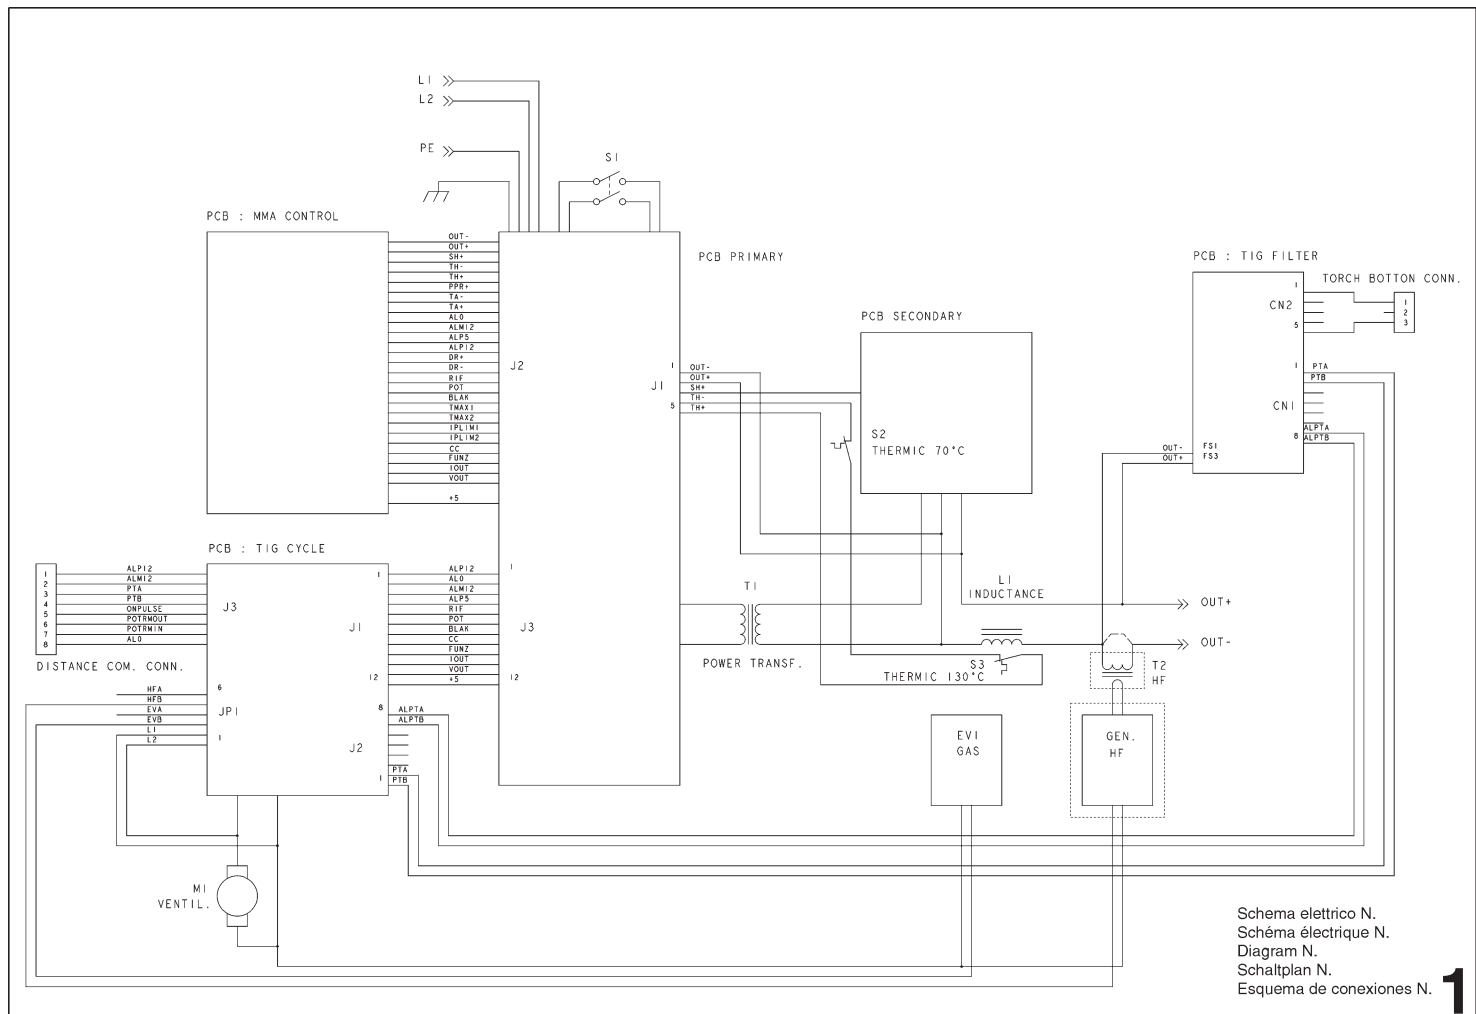 L1
L2
PE
S1
PCB : MMA CONTROL
OUT-
OUT+
SH+
TH-
TH+
PPR+
TA-
TA+
AL0
ALM12
ALP5
ALP12
DR+
DR-
RIF
POT
BLAK
TMAX1
TMAX2
IPLIM1
IPLIM2
CC
FUNZ
IOUT
VOUT
+5
J2
PCB PRIMARY
1
J1
5
OUT-
OUT+
SH+
TH-
TH+
PCB SECONDARY
S2
THERMIC 70°C
PCB : TIG FILTER
TORCH BOTTON CONN.
1
CN2
5
1
2
3
1
CN1
8
PTA
PTB
ALPTA
ALPTB
OUT-
OUT+
FS1
FS3
PCB : TIG CYCLE
1
2
3
4
5
6
7
8
ALP12
ALM12
PTA
PTB
ONPULSE
POTRMOUT
POTRMIN
AL0
DISTANCE COM. CONN.
J3
1
J1
12
ALP12
AL0
ALM12
ALP5
RIF
POT
BLAK
CC
FUNZ
IOUT
VOUT
+5
1
J3
12
HFA
HFB
EVA
EVB
L1
L2
6
JP1
1
8
J2
1
ALPTA
ALPTB
PTA
PTB
T1
POWER TRANSF.
L1
INDUCTANCE
OUT+
OUT-
S3
THERMIC 130°C
T2
HF
EV1
GAS
GEN.
HF
M1
VENTIL.
Schema elettrico N.
Schéma électrique N.
Diagram N.
Schaltplan N.
Esquema de conexiones N.
1